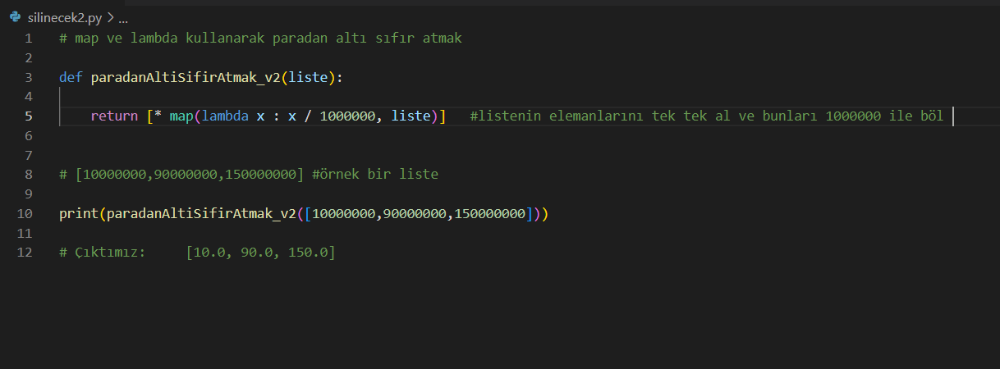 silinecek2.py > ...
1 # map ve lambda kullanarak paradan altı sıfır atmak
2
3 def paradanAltiSifirAtmak_v2(liste):
4
5 return [* map(lambda x : x / 1000000, liste)] #listenin elemanlarını tek tek al ve bunları 1000000 ile böl
6
7
8 # [10000000,90000000,150000000] #örnek bir liste
9
10 print(paradanAltiSifirAtmak_v2([10000000,90000000,150000000]))
11
12 # Çıktımız: [10.0, 90.0, 150.0]